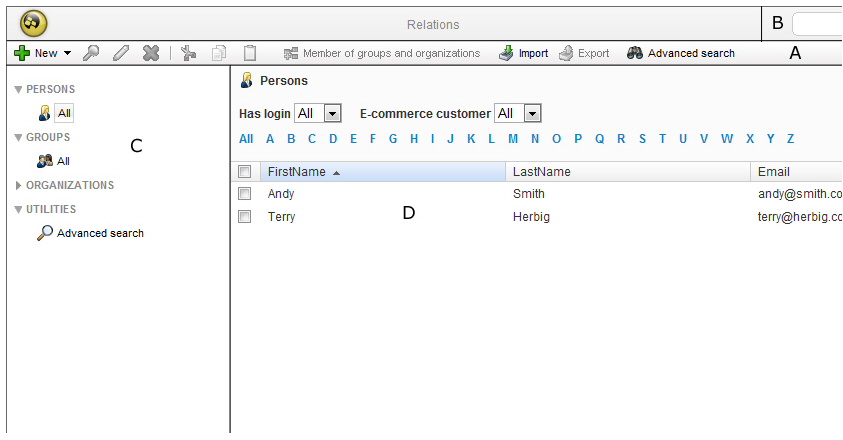 Relations B
New Member of groups and organizations Import Export Advanced search A
PERSONS
All
GROUPS
All
C
ORGANIZATIONS
UTILITIES
Advanced search
Persons
Has login All E-commerce customer All
All A B C D E F G H I J K L M N O P Q R S T U V W X Y Z
FirstName LastName Email
Andy Smith andy@smith.co
Terry Herbig terry@herbig.co
D